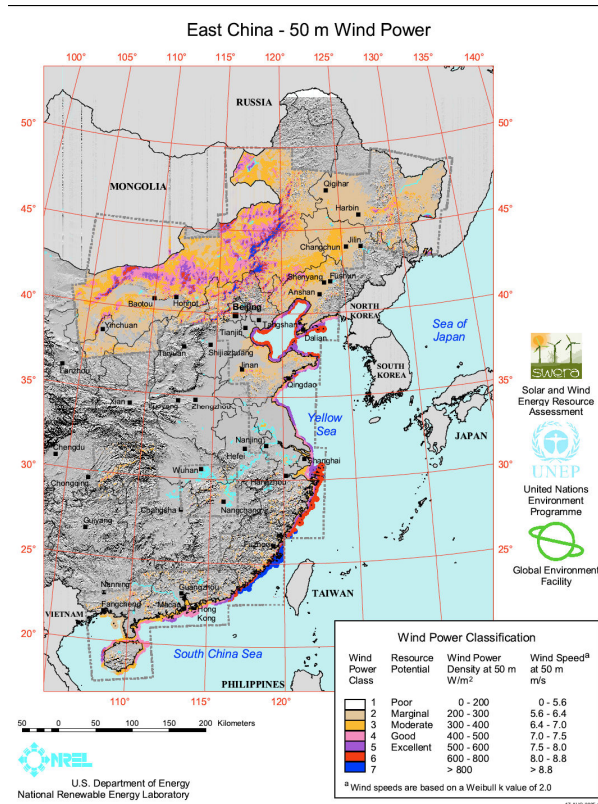 East China - 50 m Wind Power
100° 105° 110° 115° 120° 125° 130° 135° 140°
RUSSIA
50° 50°
MONGOLIA
Qigihar
Harbin
45° 45°
Changchun Jilin
Shenyang Fushun
Anshan
40° Baotou Hohhot Beijing 40°
NORTH
KOREA
Yinchuan Tianjin Tangshan Dalian
Sea of
Japan
Taiyuan Shijiazhuang
Lanzhou Jinan
SOUTH
KOREA
35° Qingdao 35°
Xian Luoyang Zhengzhou
Yellow
Sea
JAPAN
Nanjing
Hefei
Chengdu Shanghai
30° Wuhan 30°
Chongqing Hangzhou
Changsha Nanchang
Guiyang
25° Fuzhou 25°
TAIWAN
Nanning Guangzhou
VIETNAM Fangcheng Macau Hong
Kong
20°
South China Sea
PHILIPPINES
110° 115° 120°
50 0 50 100 150 200 Kilometers
SWERA
Solar and Wind
Energy Resource
Assessment
UNEP
United Nations
Environment
Programme
Global Environment
Facility
Wind Power Classification
Wind Resource Wind Power Wind Speedᵃ
Power Potential Density at 50 m at 50 m
Class W/m² m/s
1 Poor 0 - 200 0 - 5.6
2 Marginal 200 - 300 5.6 - 6.4
3 Moderate 300 - 400 6.4 - 7.0
4 Good 400 - 500 7.0 - 7.5
5 Excellent 500 - 600 7.5 - 8.0
6 600 - 800 8.0 - 8.8
7 > 800 > 8.8
ᵃ Wind speeds are based on a Weibull k value of 2.0
NREL
U.S. Department of Energy
National Renewable Energy Laboratory